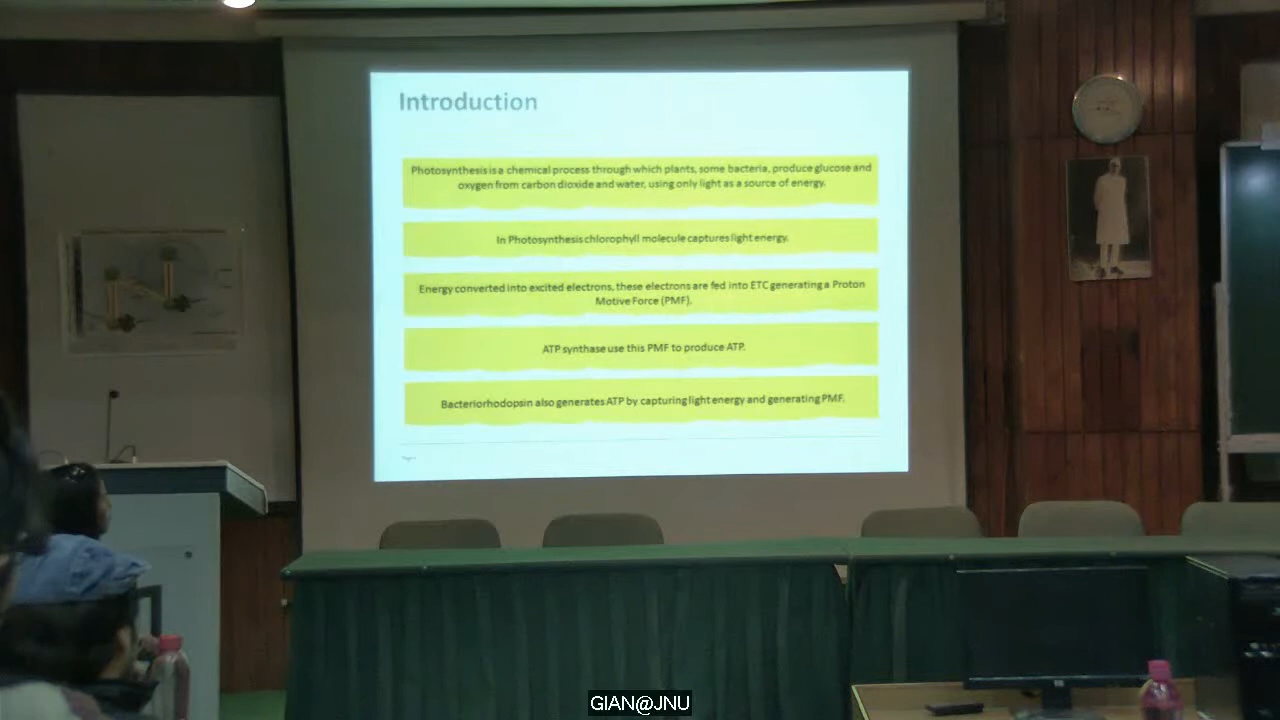 Introduction
Photosynthesis is a chemical process through which plants, some bacteria, produce glucose and
oxygen from carbon dioxide and water, using only light as a source of energy.
In Photosynthesis chlorophyll molecule captures light energy.
Energy converted into excited electrons, these electrons are fed into ETC generating a Proton
Motive Force (PMF).
ATP synthase use this PMF to produce ATP.
Bacteriorhodopsin also generates ATP by capturing light energy and generating PMF.
GIAN@JNU